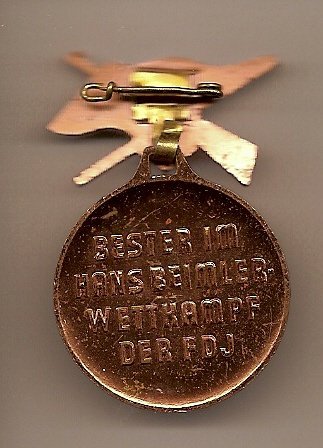 BESTER IM
HANS BEIMLER-
WETTKAMPF
DER FDJ